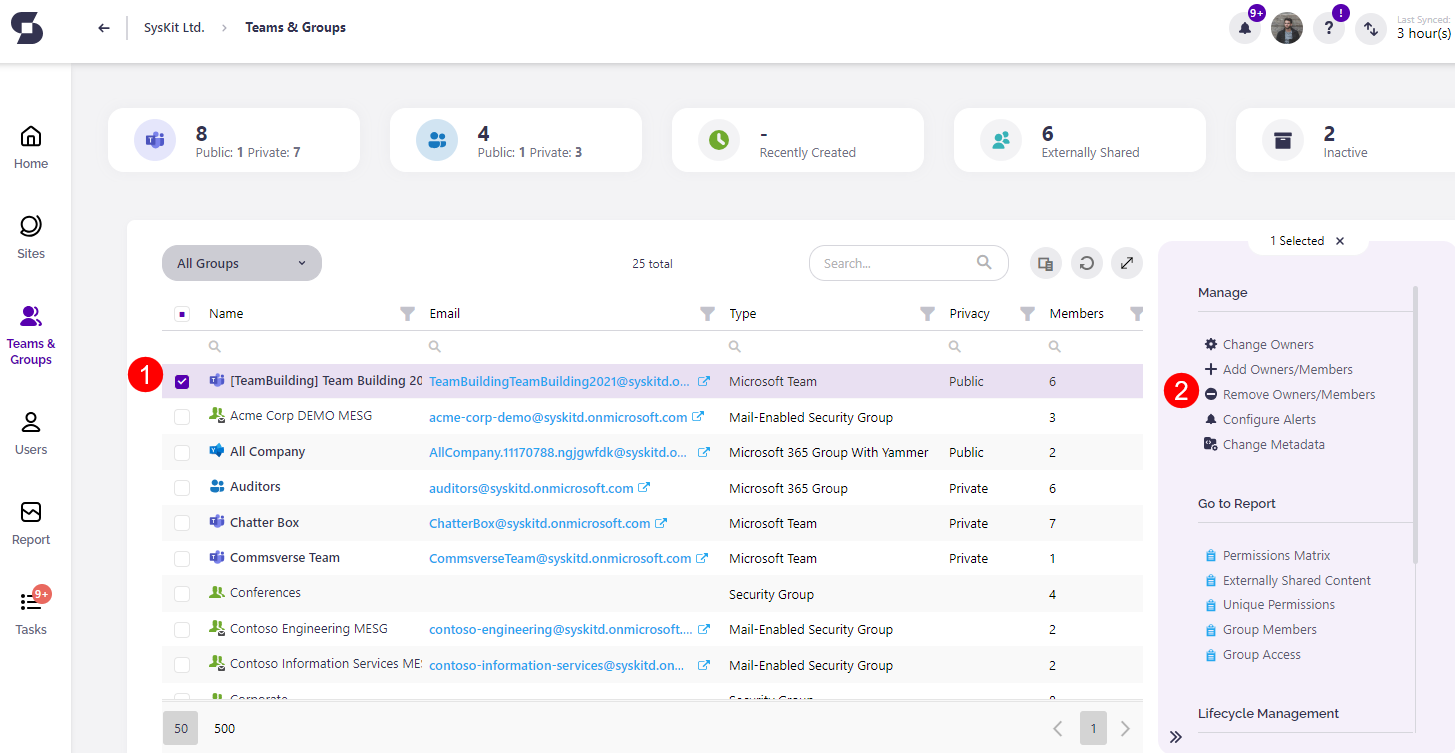 SysKit Ltd. > Teams & Groups
9+
!
?
Last Synced:
3 hour(s)
Home
Sites
Teams &
Groups
Users
Report
9+
Tasks
8
Public: 1 Private: 7
4
Public: 1 Private: 3
-
Recently Created
6
Externally Shared
2
Inactive
All Groups
25 total
Search...
1 Selected ×
Name Email Type Privacy Members
1
[TeamBuilding] Team Building 20 TeamBuildingTeamBuilding2021@syskitd.o... Microsoft Team Public 6
Acme Corp DEMO MESG acme-corp-demo@syskitd.onmicrosoft.com Mail-Enabled Security Group 3
All Company AllCompany.11170788.ngjgwfdk@syskitd.o... Microsoft 365 Group With Yammer Public 2
Auditors auditors@syskitd.onmicrosoft.com Microsoft 365 Group Private 6
Chatter Box ChatterBox@syskitd.onmicrosoft.com Microsoft Team Private 7
Commsverse Team CommsverseTeam@syskitd.onmicrosoft.com Microsoft Team Private 1
Conferences Security Group 4
Contoso Engineering MESG contoso-engineering@syskitd.onmicrosoft.... Mail-Enabled Security Group 2
Contoso Information Services MES contoso-information-services@syskitd.on... Mail-Enabled Security Group 2
Corporate Security Group
50 500
1
Manage
Change Owners
Add Owners/Members
2
Remove Owners/Members
Configure Alerts
Change Metadata
Go to Report
Permissions Matrix
Externally Shared Content
Unique Permissions
Group Members
Group Access
Lifecycle Management